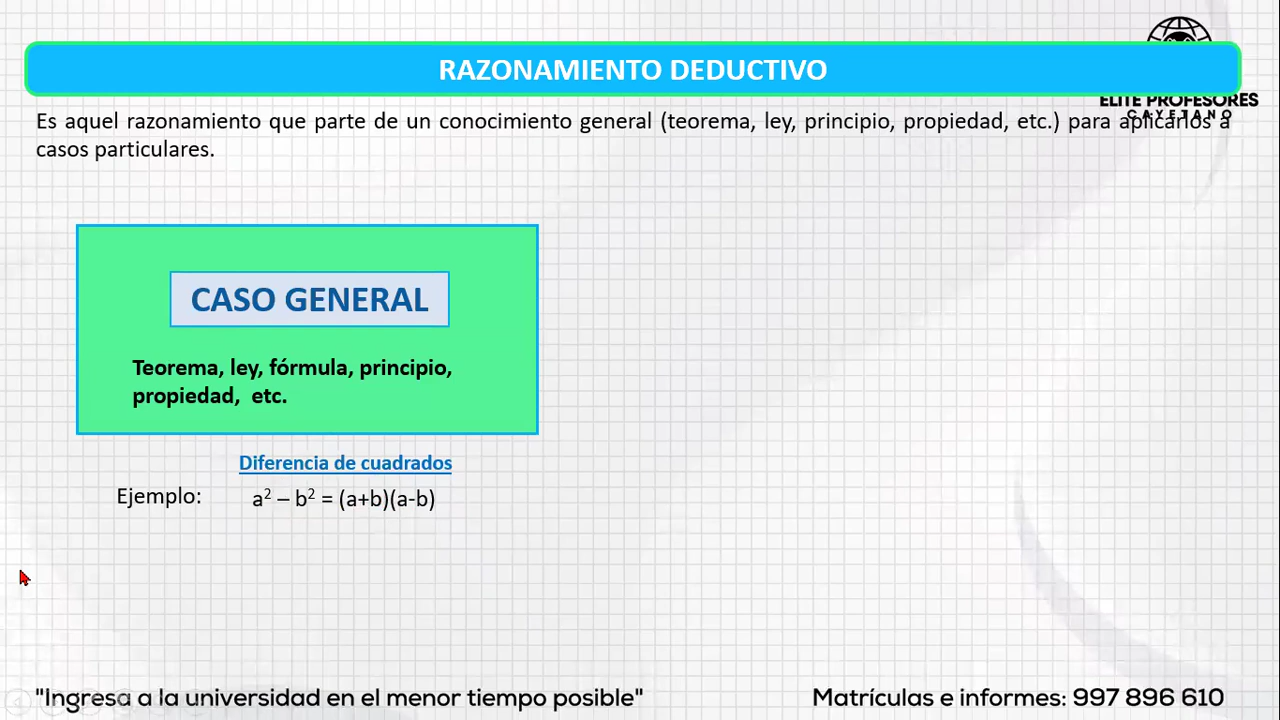 RAZONAMIENTO DEDUCTIVO
ELITE PROFESORES
CAYETANO
Es aquel razonamiento que parte de un conocimiento general (teorema, ley, principio, propiedad, etc.) para aplicarlos a
casos particulares.
CASO GENERAL
Teorema, ley, fórmula, principio,
propiedad, etc.
Diferencia de cuadrados
Ejemplo: a² – b² = (a+b)(a-b)
"Ingresa a la universidad en el menor tiempo posible" Matrículas e informes: 997 896 610